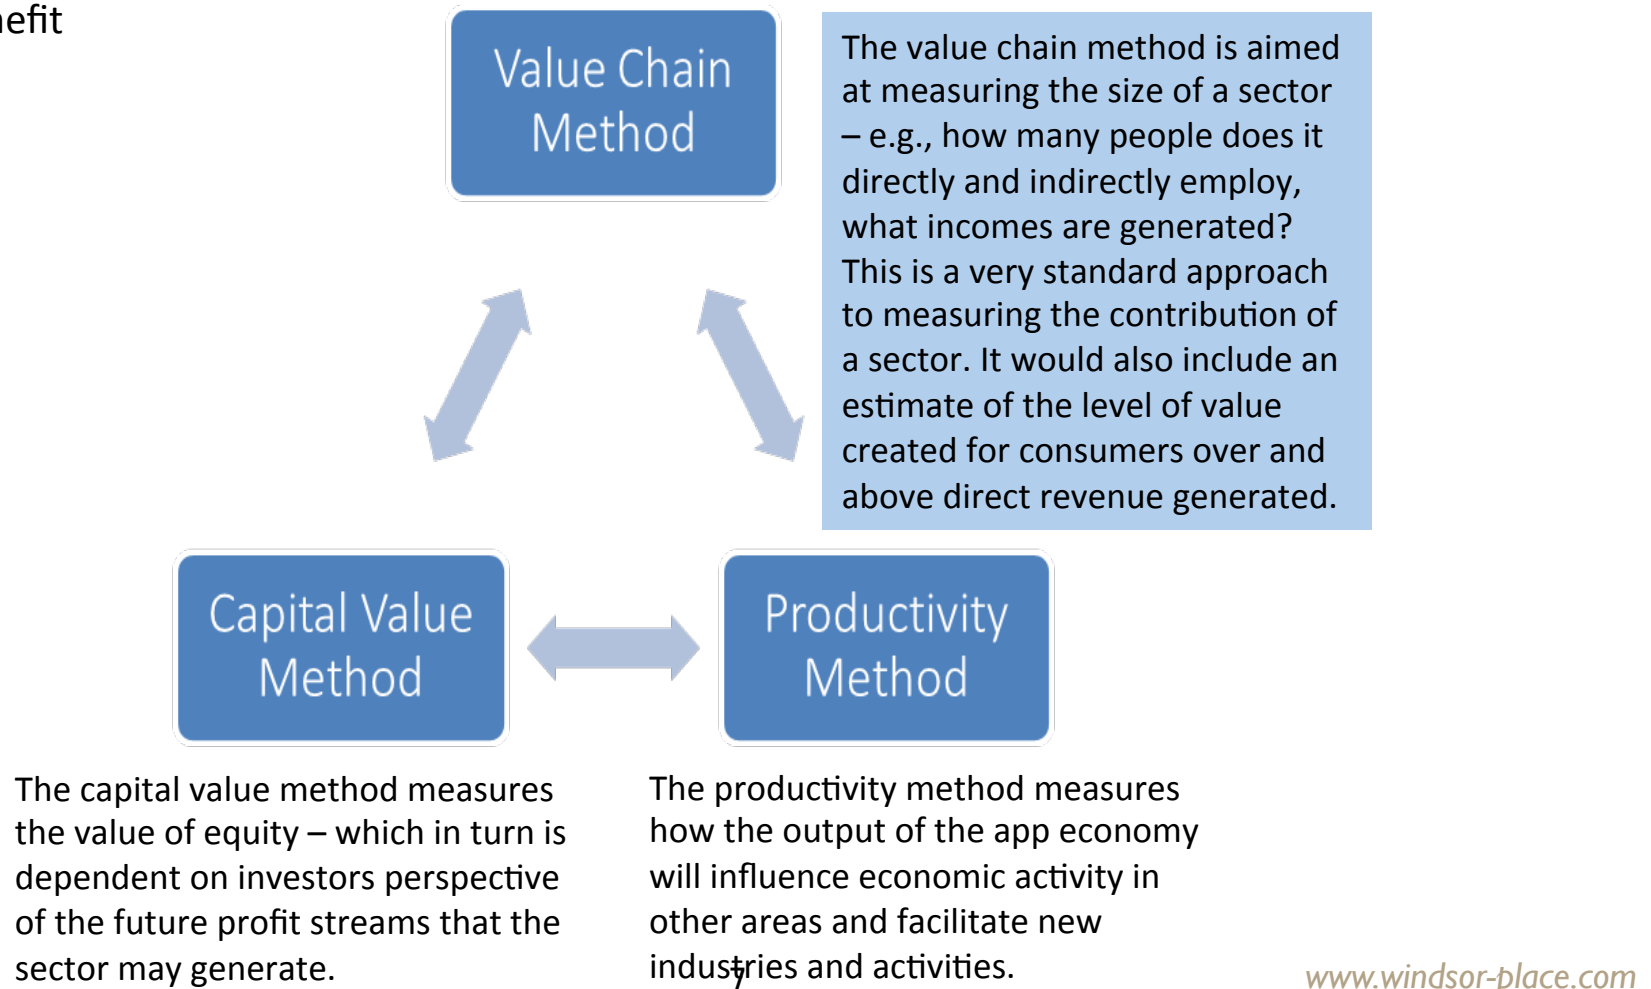 Value Chain
Method
The value chain method is aimed
at measuring the size of a sector
– e.g., how many people does it
directly and indirectly employ,
what incomes are generated?
This is a very standard approach
to measuring the contribution of
a sector. It would also include an
estimate of the level of value
created for consumers over and
above direct revenue generated.
Capital Value
Method
Productivity
Method
The capital value method measures
the value of equity – which in turn is
dependent on investors perspective
of the future profit streams that the
sector may generate.
The productivity method measures
how the output of the app economy
will influence economic activity in
other areas and facilitate new
industries and activities.
7
www.windsor-place.com